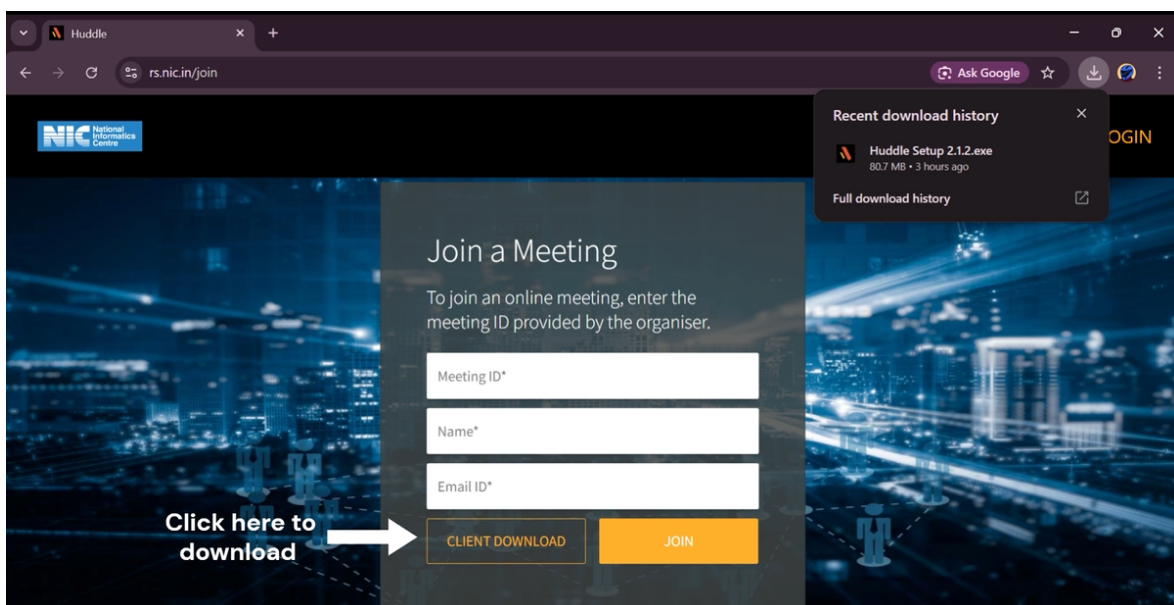 Huddle
rs.nic.in/join
Ask Google
NIC National
Informatics
Centre
Recent download history
Huddle Setup 2.1.2.exe
80.7 MB • 3 hours ago
Full download history
OGIN
Join a Meeting
To join an online meeting, enter the
meeting ID provided by the organiser.
Meeting ID*
Name*
Email ID*
Click here to
download
CLIENT DOWNLOAD
JOIN